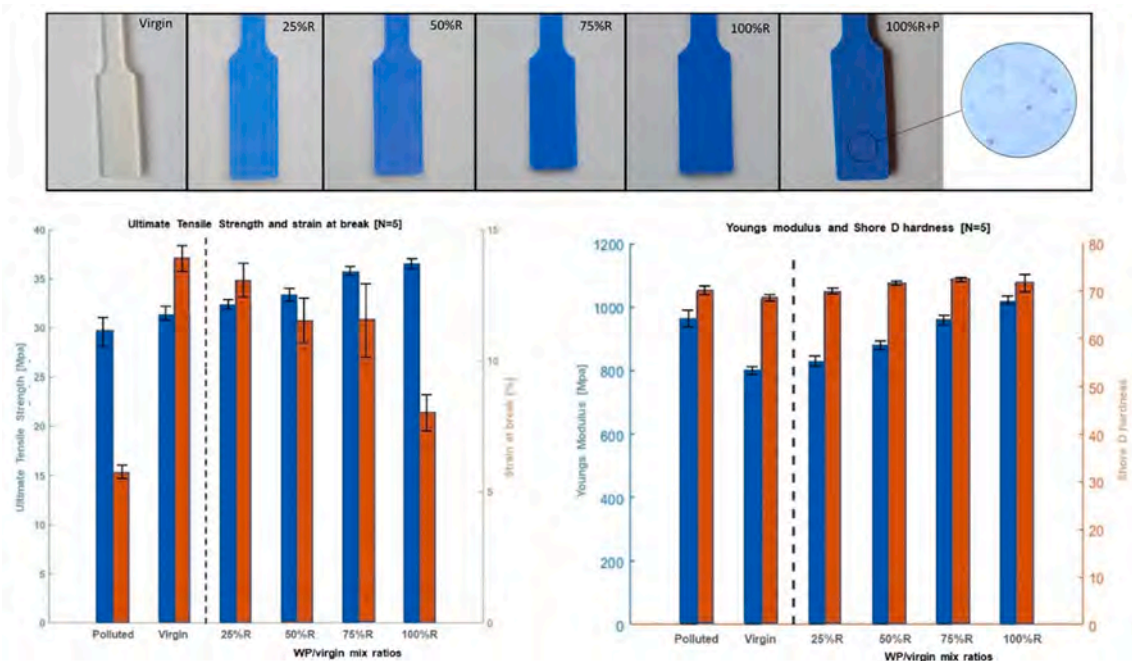 Virgin
25%R
50%R
75%R
100%R
100%R+P
Ultimate Tensile Strength and strain at break [N=5]
40
35
30
25
20
15
10
5
0
Ultimate Tensile Strength [Mpa]
15
10
5
0
Strain at break [%]
Polluted
Virgin
25%R
50%R
75%R
100%R
WP/virgin mix ratios
Youngs modulus and Shore D hardness [N=5]
1200
1000
800
600
400
200
0
Youngs Modulus [Mpa]
80
70
60
50
40
30
20
10
0
Shore D hardness
Polluted
Virgin
25%R
50%R
75%R
100%R
WP/virgin mix ratios